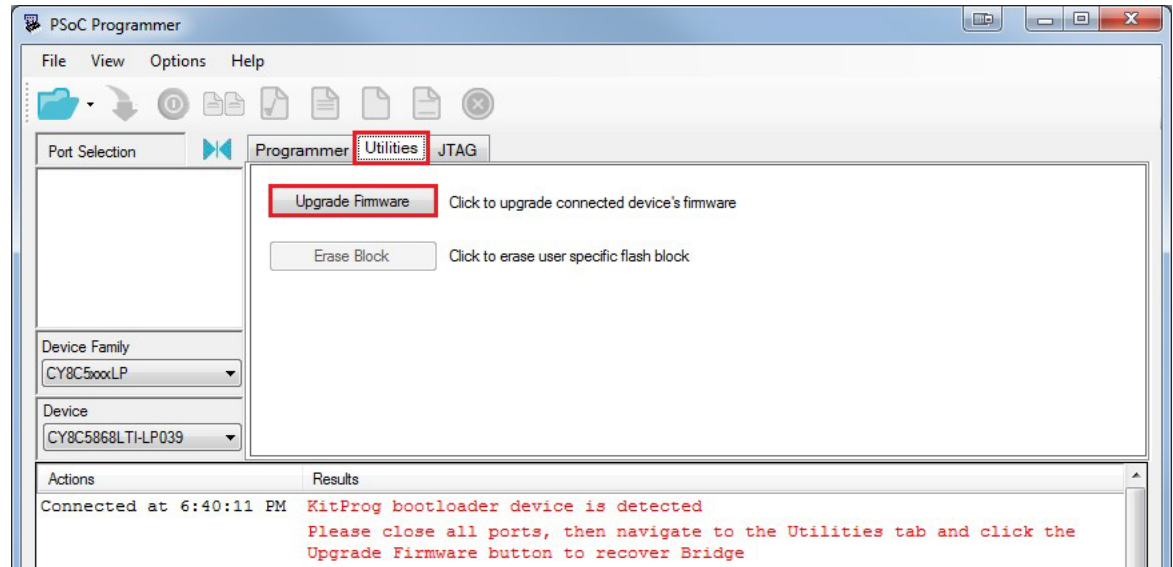 PSoC Programmer
File View Options Help
Port Selection
Programmer Utilities JTAG
Upgrade Firmware Click to upgrade connected device's firmware
Erase Block Click to erase user specific flash block
Device Family
CY8C5xxxLP
Device
CY8C5868LTI-LP039
Actions Results
Connected at 6:40:11 PM KitProg bootloader device is detected
Please close all ports, then navigate to the Utilities tab and click the
Upgrade Firmware button to recover Bridge